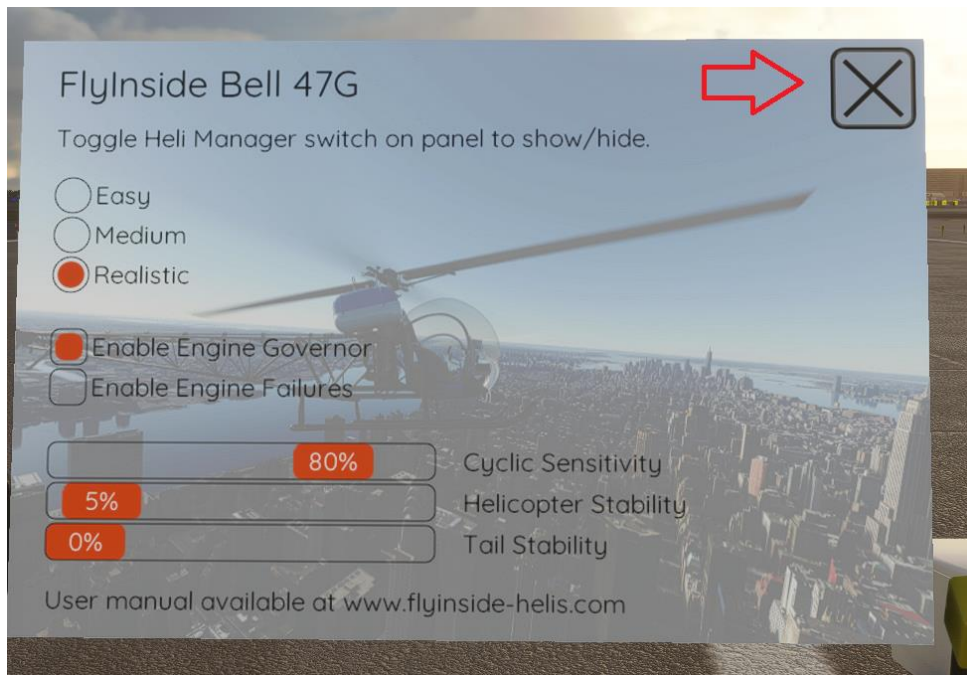 FlyInside Bell 47G
Toggle Heli Manager switch on panel to show/hide.
Easy
Medium
Realistic
Enable Engine Governor
Enable Engine Failures
80% Cyclic Sensitivity
5% Helicopter Stability
0% Tail Stability
User manual available at www.flyinside-helis.com